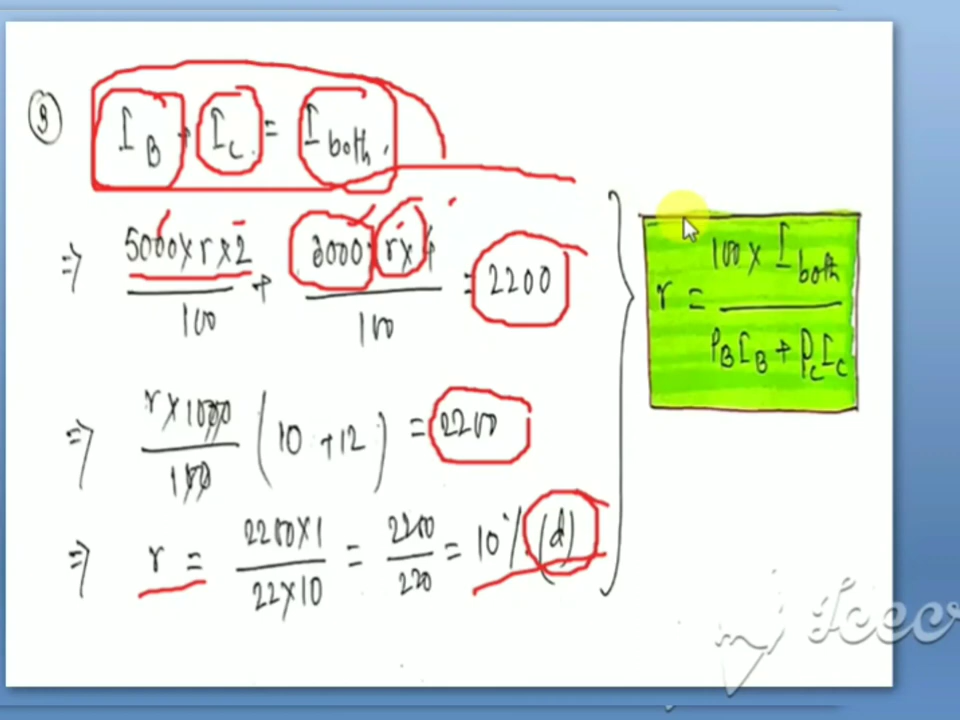 9
I_B + I_C = I_both.
⇒ 5000×r×2/100 + 3000×r×4/100 = 2200
⇒ r×1000/100 (10 + 12) = 2200
⇒ r = 2200×1/22×10 = 2200/220 = 10% (d)
r = 100 × I_both/P_B I_B + P_C I_C